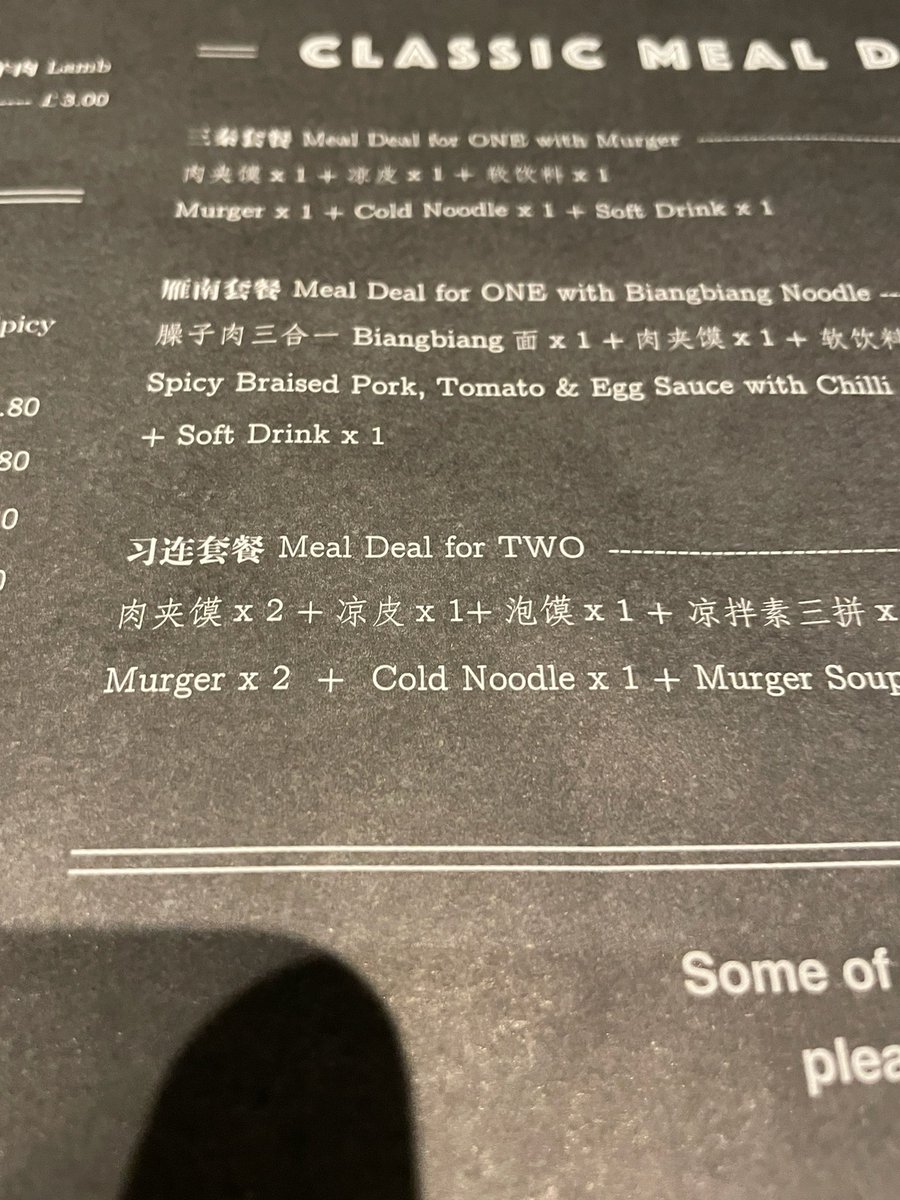 CLASSIC MEAL D
肉 Lamb
£3.00
三秦套餐 Meal Deal for ONE with Murger
肉夹馍 x 1 + 凉皮 x 1 + 软饮料 x 1
Murger x 1 + Cold Noodle x 1 + Soft Drink x 1
雁南套餐 Meal Deal for ONE with Biangbiang Noodle
臊子肉三合一 Biangbiang 面 x 1 + 肉夹馍 x 1 + 软饮料
Spicy Braised Pork, Tomato & Egg Sauce with Chilli
+ Soft Drink x 1
picy
.80
80
0
习连套餐 Meal Deal for TWO
肉夹馍 x 2 + 凉皮 x 1+ 泡馍 x 1 + 凉拌素三拼 x
Murger x 2 + Cold Noodle x 1 + Murger Soup
Some of
plea